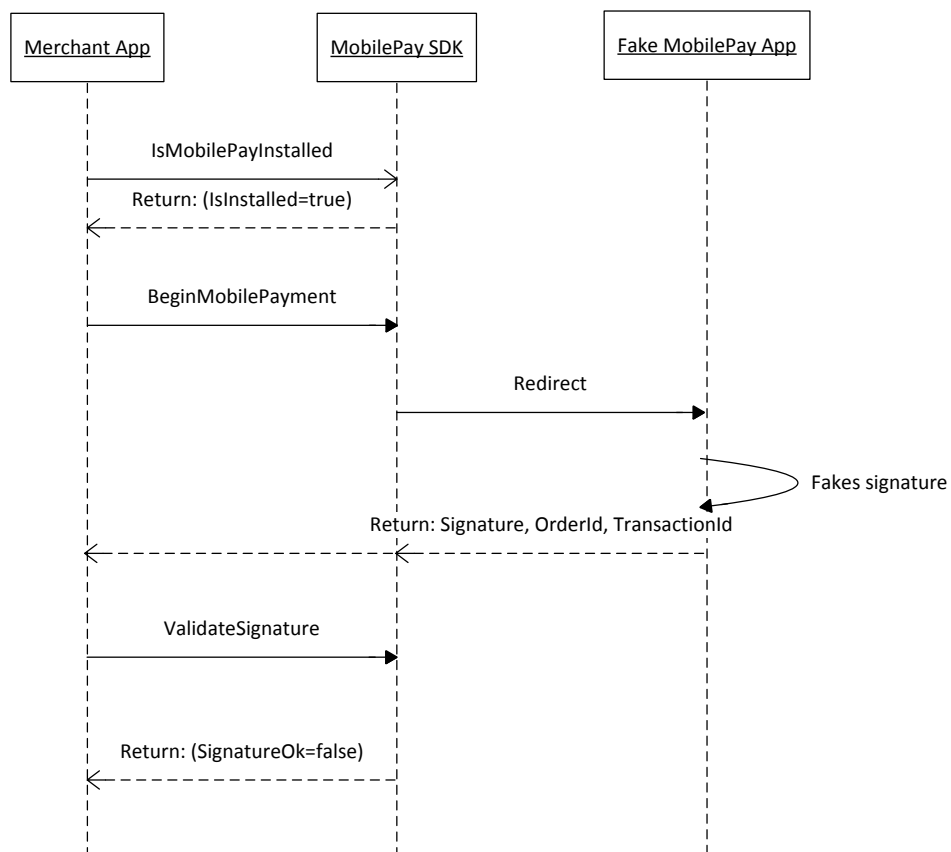 Merchant App
MobilePay SDK
Fake MobilePay App
IsMobilePayInstalled
Return: (IsInstalled=true)
BeginMobilePayment
Redirect
Fakes signature
Return: Signature, OrderId, TransactionId
ValidateSignature
Return: (SignatureOk=false)